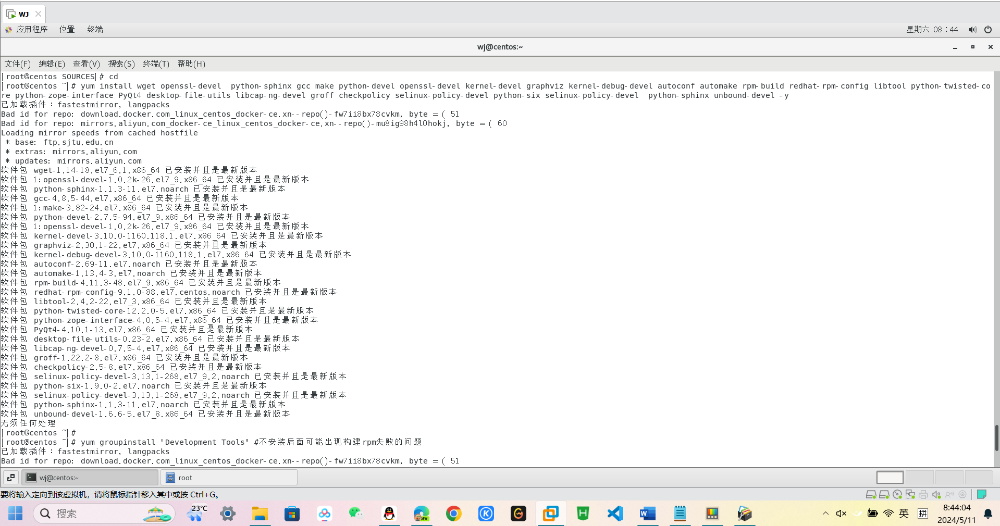 WJ
应用程序 位置 终端 星期六 08：44
wj@centos:~
文件(F) 编辑(E) 查看(V) 搜索(S) 终端(T) 帮助(H)
[root@centos SOURCES]# cd
[root@centos ~]# yum install wget openssl-devel  python-sphinx gcc make python-devel openssl-devel kernel-devel graphviz kernel-debug-devel autoconf automake rpm-build redhat-rpm-config libtool python-twisted-co
re python-zope-interface PyQt4 desktop-file-utils libcap-ng-devel groff checkpolicy selinux-policy-devel python-six selinux-policy-devel  python-sphinx unbound-devel -y
已加载插件：fastestmirror, langpacks
Bad id for repo: download.docker.com_linux_centos_docker-ce.xn--repo()-fw7ii8bx78cvkm, byte = ( 51
Bad id for repo: mirrors.aliyun.com_docker-ce_linux_centos_docker-ce.xn--repo()-mu8ig98h4l0hokj, byte = ( 60
Loading mirror speeds from cached hostfile
 * base: ftp.sjtu.edu.cn
 * extras: mirrors.aliyun.com
 * updates: mirrors.aliyun.com
软件包 wget-1.14-18.el7_6.1.x86_64 已安装并且是最新版本
软件包 1:openssl-devel-1.0.2k-26.el7_9.x86_64 已安装并且是最新版本
软件包 python-sphinx-1.1.3-11.el7.noarch 已安装并且是最新版本
软件包 gcc-4.8.5-44.el7.x86_64 已安装并且是最新版本
软件包 1:make-3.82-24.el7.x86_64 已安装并且是最新版本
软件包 python-devel-2.7.5-94.el7_9.x86_64 已安装并且是最新版本
软件包 1:openssl-devel-1.0.2k-26.el7_9.x86_64 已安装并且是最新版本
软件包 kernel-devel-3.10.0-1160.118.1.el7.x86_64 已安装并且是最新版本
软件包 graphviz-2.30.1-22.el7.x86_64 已安装并且是最新版本
软件包 kernel-debug-devel-3.10.0-1160.118.1.el7.x86_64 已安装并且是最新版本
软件包 autoconf-2.69-11.el7.noarch 已安装并且是最新版本
软件包 automake-1.13.4-3.el7.noarch 已安装并且是最新版本
软件包 rpm-build-4.11.3-48.el7_9.x86_64 已安装并且是最新版本
软件包 redhat-rpm-config-9.1.0-88.el7.centos.noarch 已安装并且是最新版本
软件包 libtool-2.4.2-22.el7_3.x86_64 已安装并且是最新版本
软件包 python-twisted-core-12.2.0-5.el7.x86_64 已安装并且是最新版本
软件包 python-zope-interface-4.0.5-4.el7.x86_64 已安装并且是最新版本
软件包 PyQt4-4.10.1-13.el7.x86_64 已安装并且是最新版本
软件包 desktop-file-utils-0.23-2.el7.x86_64 已安装并且是最新版本
软件包 libcap-ng-devel-0.7.5-4.el7.x86_64 已安装并且是最新版本
软件包 groff-1.22.2-8.el7.x86_64 已安装并且是最新版本
软件包 checkpolicy-2.5-8.el7.x86_64 已安装并且是最新版本
软件包 selinux-policy-devel-3.13.1-268.el7_9.2.noarch 已安装并且是最新版本
软件包 python-six-1.9.0-2.el7.noarch 已安装并且是最新版本
软件包 selinux-policy-devel-3.13.1-268.el7_9.2.noarch 已安装并且是最新版本
软件包 python-sphinx-1.1.3-11.el7.noarch 已安装并且是最新版本
软件包 unbound-devel-1.6.6-5.el7_8.x86_64 已安装并且是最新版本
无须任何处理
[root@centos ~]#
[root@centos ~]# yum groupinstall "Development Tools" #不安装后面可能出现构建rpm失败的问题
已加载插件：fastestmirror, langpacks
Bad id for repo: download.docker.com_linux_centos_docker-ce.xn--repo()-fw7ii8bx78cvkm, byte = ( 51
wj@centos:~ root
要将输入定向到该虚拟机，请将鼠标指针移入其中或按 Ctrl+G。
搜索 23°C DEV 英 拼 8:44:04
2024/5/11